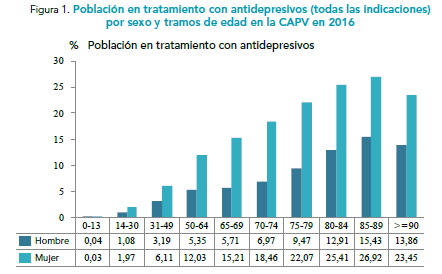 Figura 1. Población en tratamiento con antidepresivos (todas las indicaciones)
por sexo y tramos de edad en la CAPV en 2016
% Población en tratamiento con antidepresivos
30
25
20
15
10
5
0
0-13 14-30 31-49 50-64 65-69 70-74 75-79 80-84 85-89 >=90
Hombre 0,04 1,08 3,19 5,35 5,71 6,97 9,47 12,91 15,43 13,86
Mujer 0,03 1,97 6,11 12,03 15,21 18,46 22,07 25,41 26,92 23,45